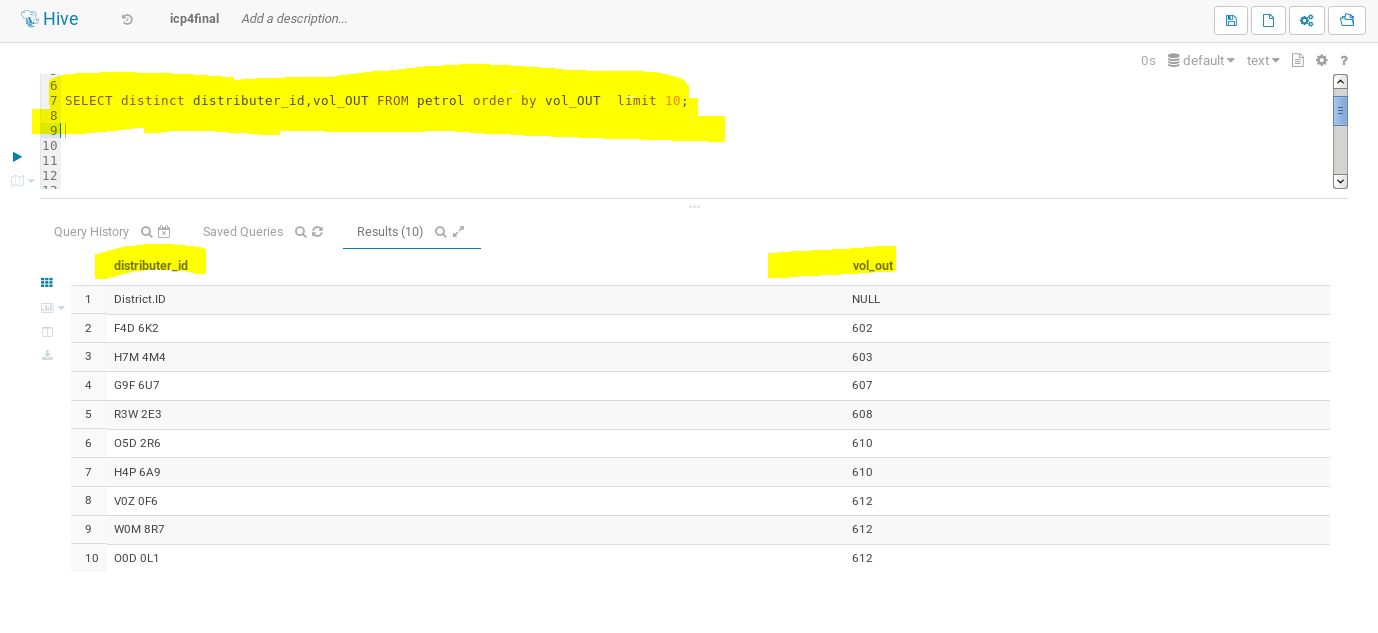 Hive icp4final Add a description...
0s default text ?
6
7 SELECT distinct distributer_id,vol_OUT FROM petrol order by vol_OUT  limit 10;
8
9
10
11
12
Query History Saved Queries Results (10)
distributer_id vol_out
1 District.ID NULL
2 F4D 6K2 602
3 H7M 4M4 603
4 G9F 6U7 607
5 R3W 2E3 608
6 O5D 2R6 610
7 H4P 6A9 610
8 V0Z 0F6 612
9 W0M 8R7 612
10 O0D 0L1 612